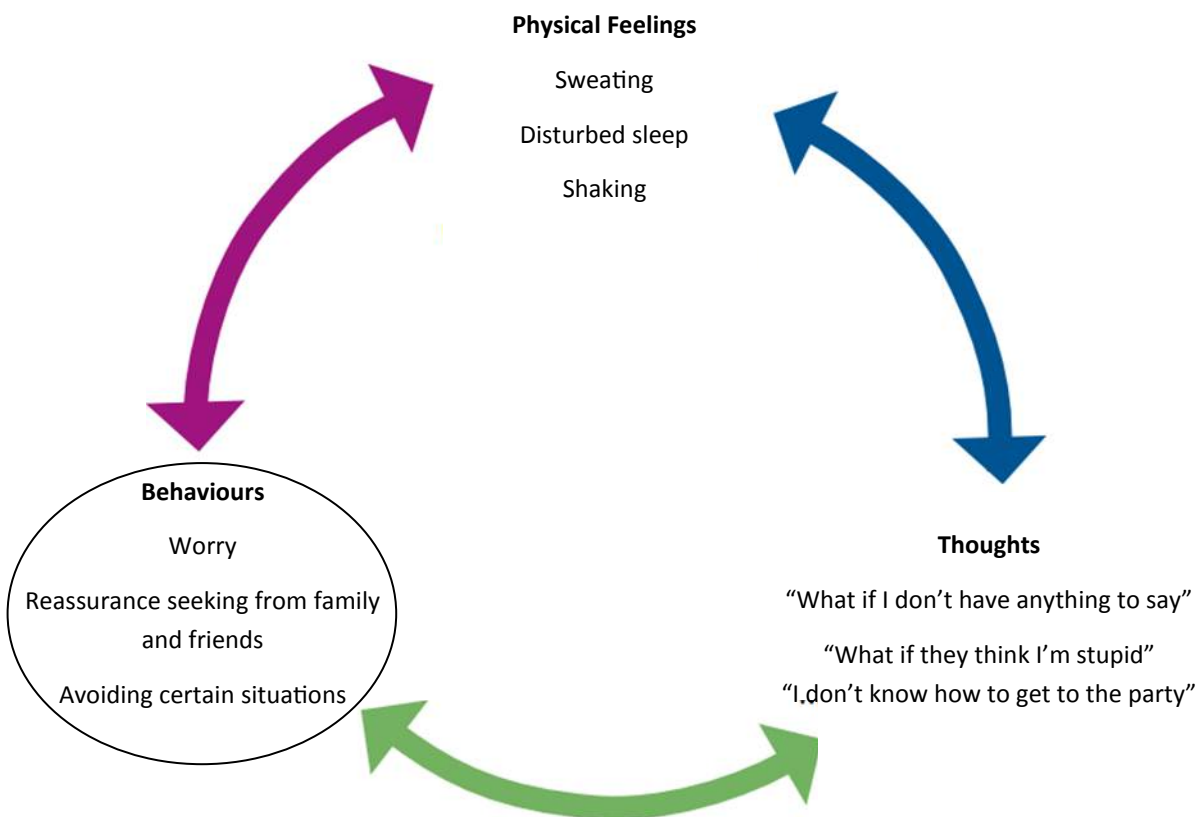 Physical Feelings
Sweating
Disturbed sleep
Shaking
Behaviours
Worry
Reassurance seeking from family
and friends
Avoiding certain situations
Thoughts
“What if I don’t have anything to say”
“What if they think I’m stupid”
“I don’t know how to get to the party”